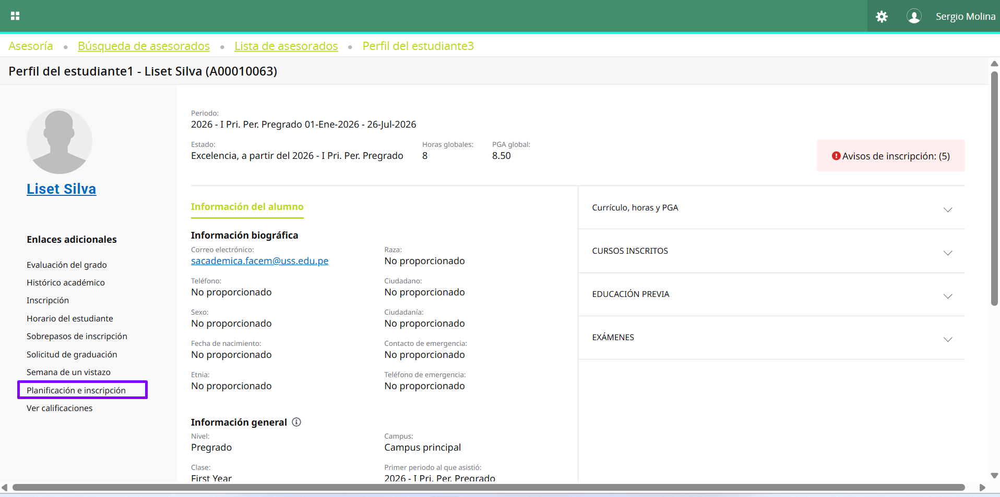 Sergio Molina
Asesoría • Búsqueda de asesorados • Lista de asesorados • Perfil del estudiante3
Perfil del estudiante1 - Liset Silva (A00010063)
Liset Silva
Enlaces adicionales
Evaluación del grado
Histórico académico
Inscripción
Horario del estudiante
Sobrepasos de inscripción
Solicitud de graduación
Semana de un vistazo
Planificación e inscripción
Ver calificaciones
Periodo:
2026 - I Pri. Per. Pregrado 01-Ene-2026 - 26-Jul-2026
Estado: Horas globales: PGA global:
Excelencia, a partir del 2026 - I Pri. Per. Pregrado 8 8.50
Avisos de inscripción: (5)
Información del alumno
Información biográfica
Correo electrónico: Raza:
sacademica.facem@uss.edu.pe No proporcionado
Teléfono: Ciudadano:
No proporcionado No proporcionado
Sexo: Ciudadanía:
No proporcionado No proporcionado
Fecha de nacimiento: Contacto de emergencia:
No proporcionado No proporcionado
Etnia: Teléfono de emergencia:
No proporcionado No proporcionado
Información general
Nivel: Campus:
Pregrado Campus principal
Clase: Primer periodo al que asistió:
First Year 2026 - I Pri. Per. Pregrado
Currículo, horas y PGA
CURSOS INSCRITOS
EDUCACIÓN PREVIA
EXÁMENES